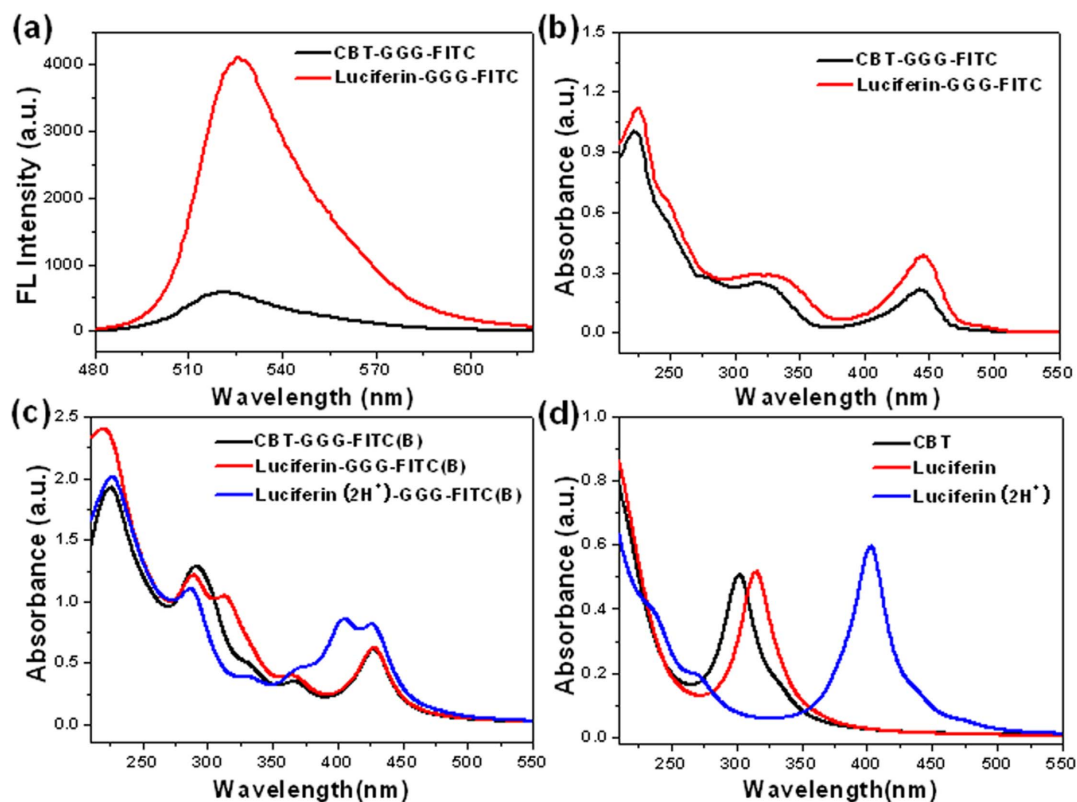 (a)
FL Intensity (a.u.)
4000
3000
2000
1000
0
CBT-GGG-FITC
Luciferin-GGG-FITC
480 510 540 570 600
Wavelength (nm)
(b)
Absorbance (a.u.)
1.5
1.2
0.9
0.6
0.3
0.0
CBT-GGG-FITC
Luciferin-GGG-FITC
250 300 350 400 450 500 550
Wavelength (nm)
(c)
Absorbance (a.u.)
2.5
2.0
1.5
1.0
0.5
0.0
CBT-GGG-FITC(B)
Luciferin-GGG-FITC(B)
Luciferin (2H⁺)-GGG-FITC(B)
250 300 350 400 450 500 550
Wavelength (nm)
(d)
Absorbance (a.u.)
1.0
0.8
0.6
0.4
0.2
0.0
CBT
Luciferin
Luciferin (2H⁺)
250 300 350 400 450 500 550
Wavelength(nm)